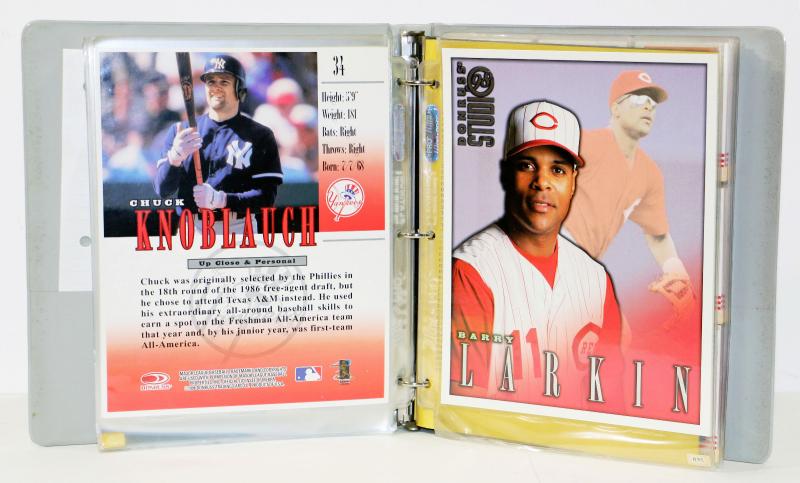 34
Height: 5'9"
Weight: 181
Bats: Right
Throws: Right
Born: 7/7/68
Yankees
CHUCK
KNOBLAUCH
Up Close & Personal
Chuck was originally selected by the Phillies in
the 18th round of the 1986 free-agent draft, but
he chose to attend Texas A&M instead. He used
his extraordinary all-around baseball skills to
earn a spot on the Freshman All-America team
that year and, by his junior year, was first-team
All-America.
DONRUSS
STUDIO
C
11
RE
BARRY
LARKIN